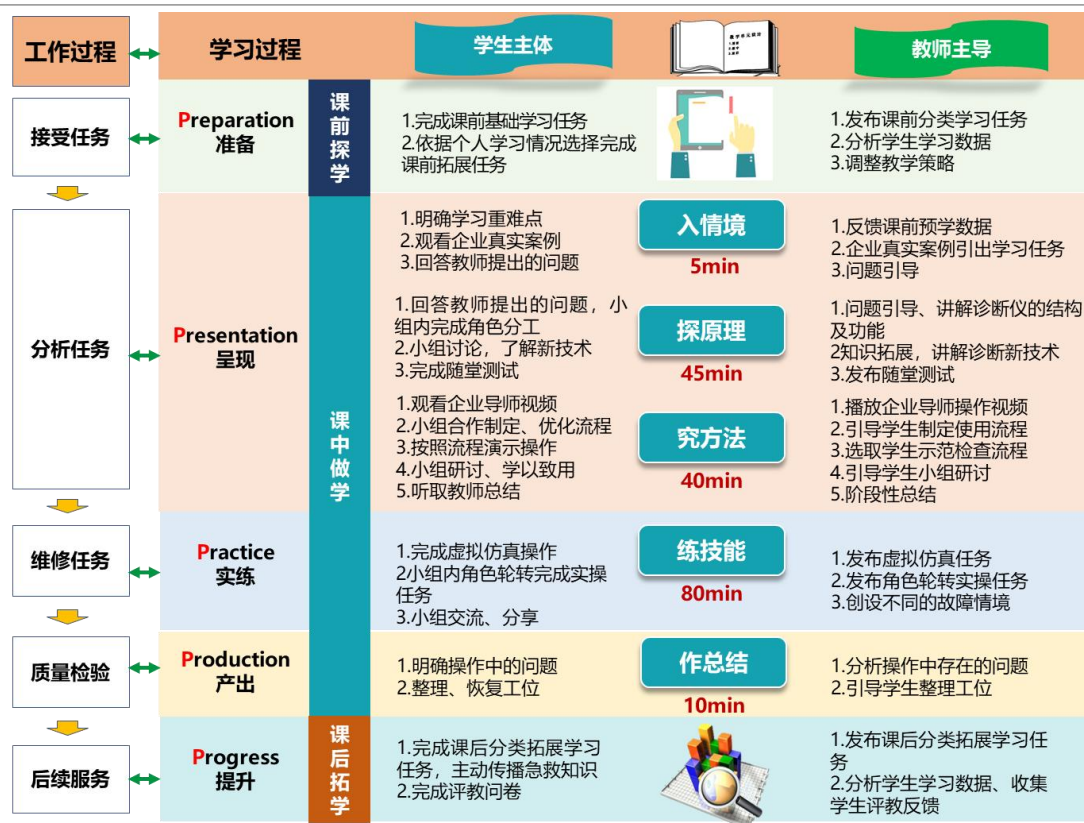 工作过程
学习过程
学生主体
教师主导
接受任务
Preparation
准备
课前探学
1.完成课前基础学习任务
2.依据个人学习情况选择完成
课前拓展任务
1.发布课前分类学习任务
2.分析学生学习数据
3.调整教学策略
分析任务
Presentation
呈现
课中做学
1.明确学习重难点
2.观看企业真实案例
3.回答教师提出的问题
入情境
5min
1.反馈课前预学数据
2.企业真实案例引出学习任务
3.问题引导
1.回答教师提出的问题，小
组内完成角色分工
2.小组讨论，了解新技术
3.完成随堂测试
探原理
45min
1.问题引导、讲解诊断仪的结构
及功能
2知识拓展，讲解诊断新技术
3.发布随堂测试
1.观看企业导师视频
2.小组合作制定、优化流程
3.按照流程演示操作
4.小组研讨、学以致用
5.听取教师总结
究方法
40min
1.播放企业导师操作视频
2.引导学生制定使用流程
3.选取学生示范检查流程
4.引导学生小组研讨
5.阶段性总结
维修任务
Practice
实练
1.完成虚拟仿真操作
2小组内角色轮转完成实操
任务
3.小组交流、分享
练技能
80min
1.发布虚拟仿真任务
2.发布角色轮转实操任务
3.创设不同的故障情境
质量检验
Production
产出
1.明确操作中的问题
2.整理、恢复工位
作总结
10min
1.分析操作中存在的问题
2.引导学生整理工位
后续服务
Progress
提升
课后拓学
1.完成课后分类拓展学习
任务，主动传播急救知识
2.完成评教问卷
1.发布课后分类拓展学习任
务
2.分析学生学习数据、收集
学生评教反馈